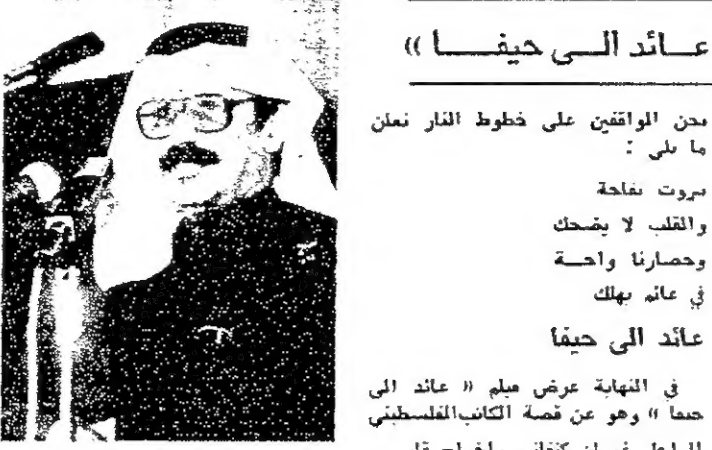 عائد الى حيفا »
نحن الواقفين على خطوط النار نعلن
ما يلي :
بيروت تفاحة
والقلب لا يضحك
وحصارنا واحة
في عالم يهلك
عائد الى حيفا
في النهاية عرض فيلم « عائد الى
حيفا » وهو عن قصة الكاتب الفلسطيني